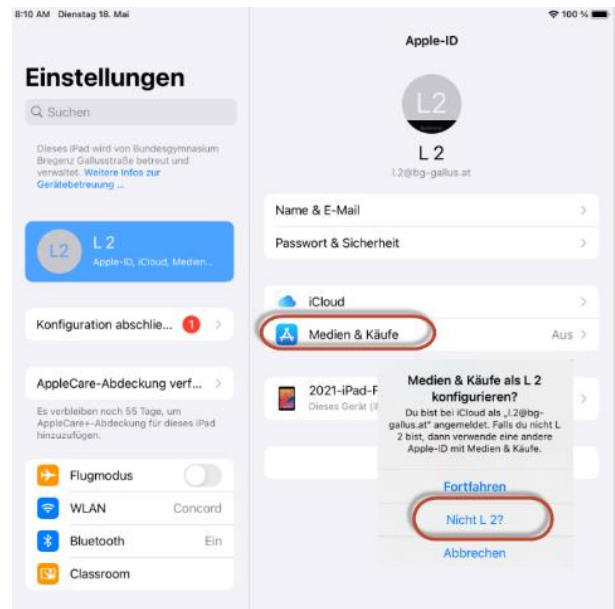 8:10 AM Dienstag 18. Mai
100 %
Einstellungen
Suchen
Dieses iPad wird von Bundesgymnasium
Bregenz Gallusstraße betreut und
verwaltet. Weitere Infos zur
Gerätebetreuung ...
L2
L 2
Apple-ID, iCloud, Medien...
Konfiguration abschlie... 1
AppleCare-Abdeckung verf...
Es verbleiben noch 55 Tage, um
AppleCare+-Abdeckung für dieses iPad
hinzuzufügen.
Flugmodus
WLAN Concord
Bluetooth Ein
Classroom
Apple-ID
L2
L 2
l.2@bg-gallus.at
Name & E-Mail
Passwort & Sicherheit
iCloud
Medien & Käufe Aus
2021-iPad-F
Dieses Gerät
Medien & Käufe als L 2
konfigurieren?
Du bist bei iCloud als „l.2@bg-
gallus.at“ angemeldet. Falls du nicht L
2 bist, dann verwende eine andere
Apple-ID mit Medien & Käufe.
Fortfahren
Nicht L 2?
Abbrechen